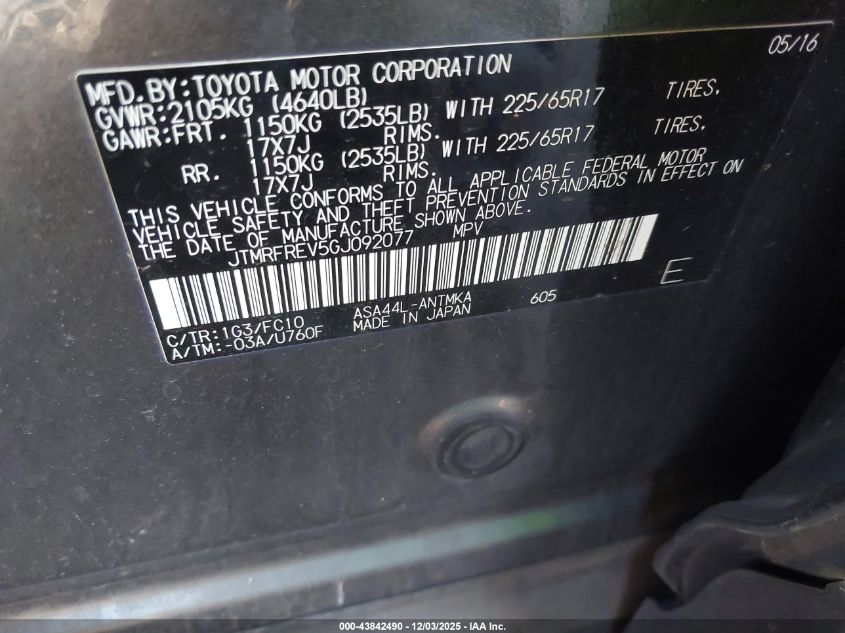 05/16
MFD.BY:TOYOTA MOTOR CORPORATION
GVWR:2105KG (4640LB)
GAWR:FRT. 1150KG (2535LB) WITH 225/65R17 TIRES,
17X7J RIMS.
RR. 1150KG (2535LB) WITH 225/65R17 TIRES,
17X7J RIMS.
THIS VEHICLE CONFORMS TO ALL APPLICABLE FEDERAL MOTOR
VEHICLE SAFETY AND THEFT PREVENTION STANDARDS IN EFFECT ON
THE DATE OF MANUFACTURE SHOWN ABOVE.
JTMRFREV5GJ092077 MPV
E
C/TR:1G3/FC10 ASA44L-ANTMKA 605
A/TM:-03A/U760F MADE IN JAPAN
000-43842490 - 12/03/2025 - IAA Inc.